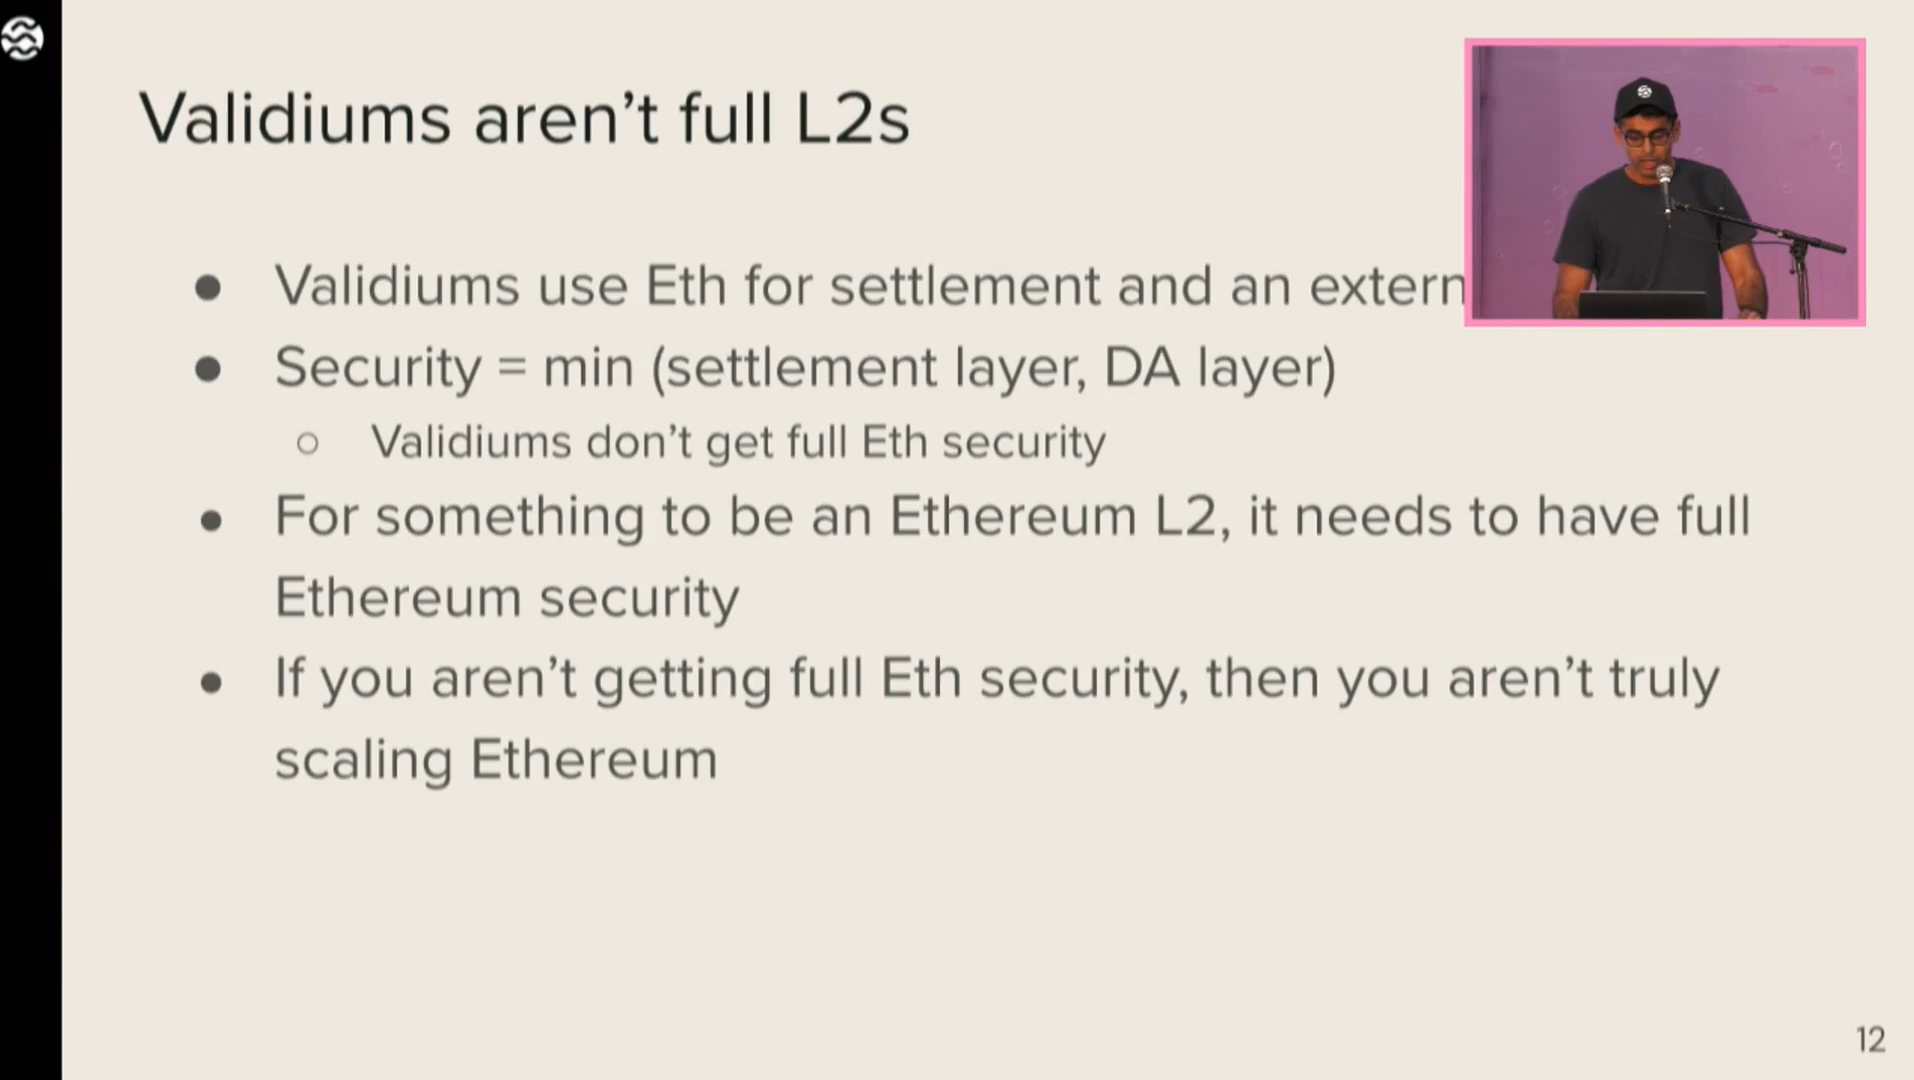 Validiums aren’t full L2s
Validiums use Eth for settlement and an
Security = min (settlement layer, DA layer)
Validiums don’t get full Eth security
For something to be an Ethereum L2, it needs to have full
Ethereum security
If you aren’t getting full Eth security, then you aren’t truly
scaling Ethereum
12